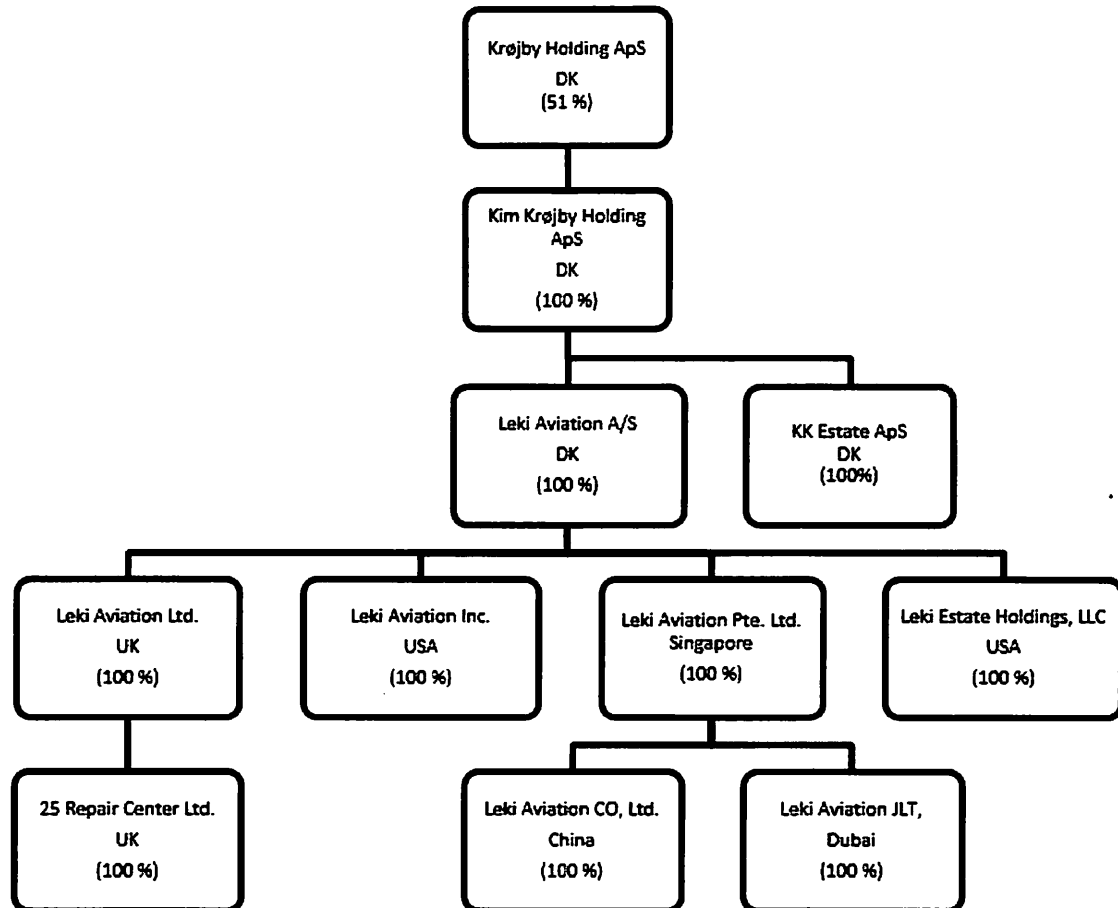 Krøjby Holding ApS
DK
(51 %)
Kim Krøjby Holding
ApS
DK
(100 %)
Leki Aviation A/S
DK
(100 %)
KK Estate ApS
DK
(100%)
Leki Aviation Ltd.
UK
(100 %)
Leki Aviation Inc.
USA
(100 %)
Leki Aviation Pte. Ltd.
Singapore
(100 %)
Leki Estate Holdings, LLC
USA
(100 %)
25 Repair Center Ltd.
UK
(100 %)
Leki Aviation CO, Ltd.
China
(100 %)
Leki Aviation JLT,
Dubai
(100 %)